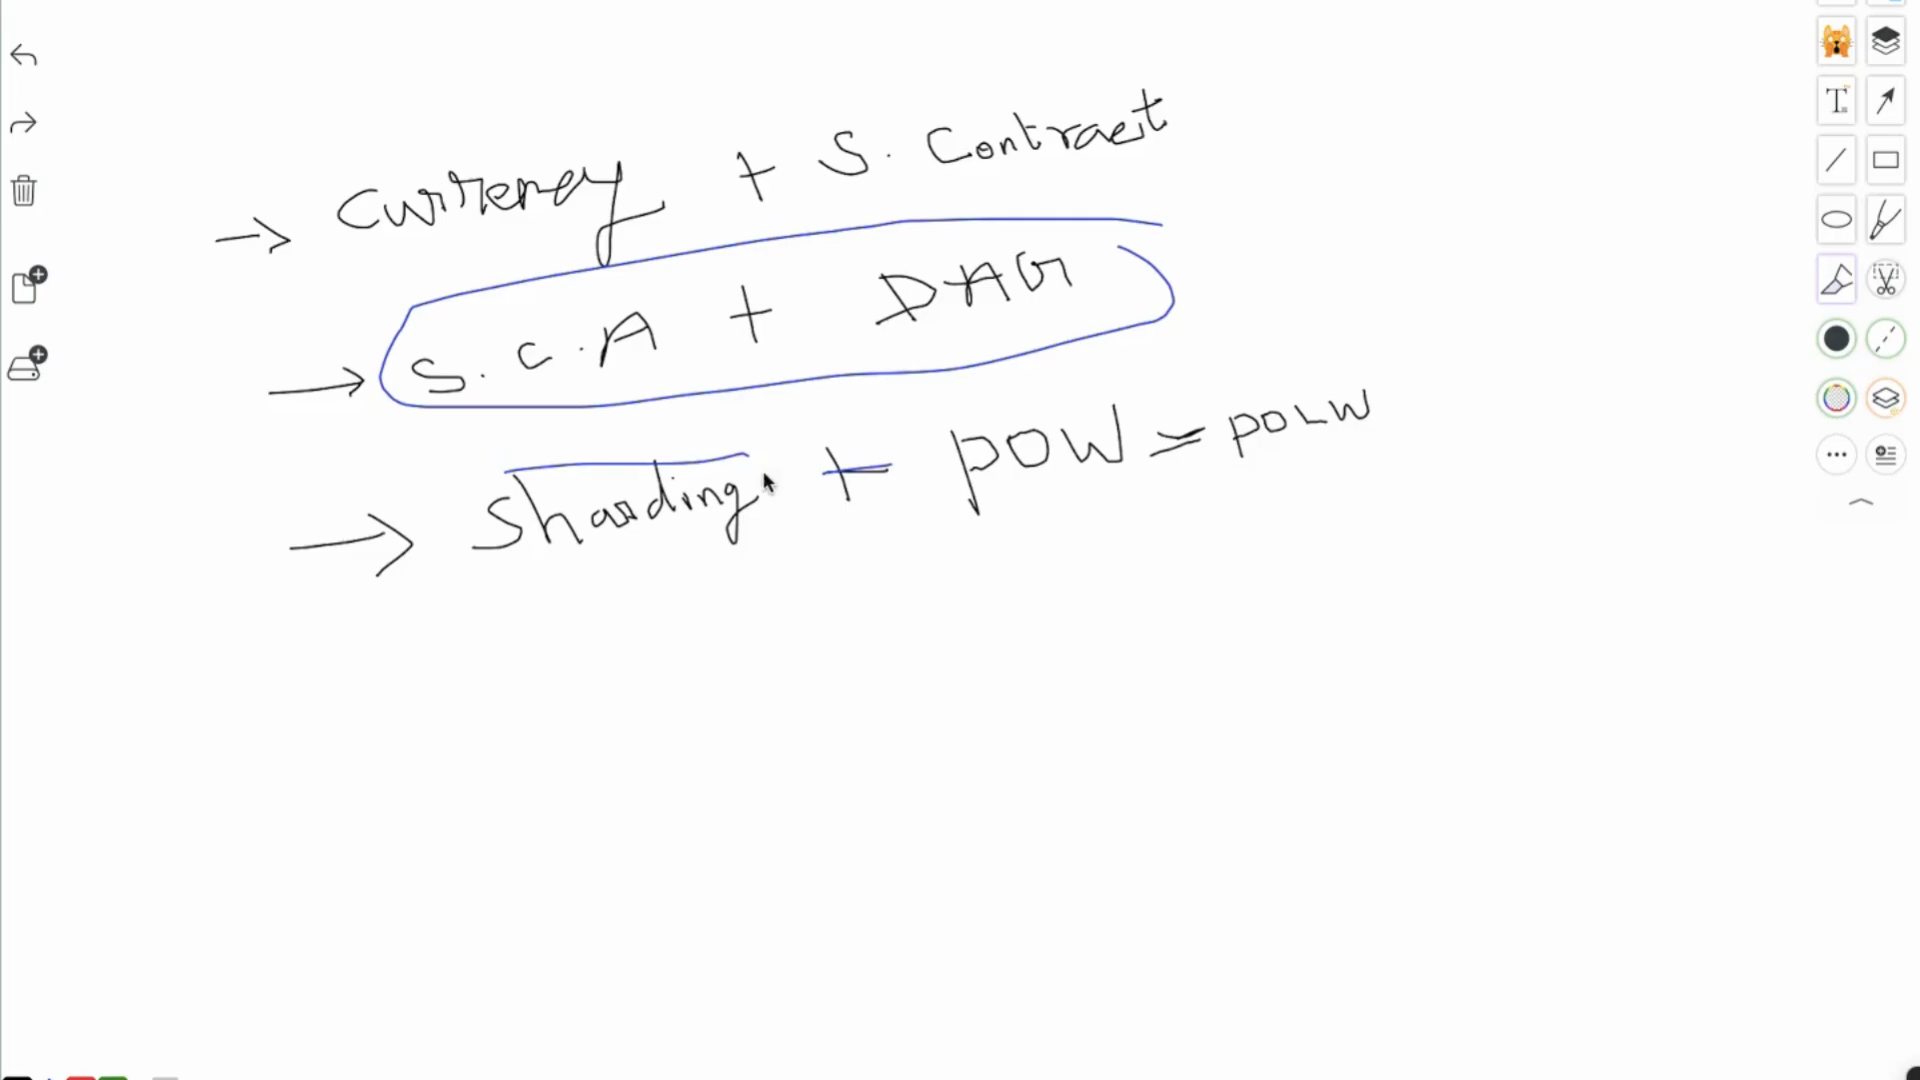 → Currency + S. Contract
→ S. C. A + DAG
→ Sharding + POW = POLW